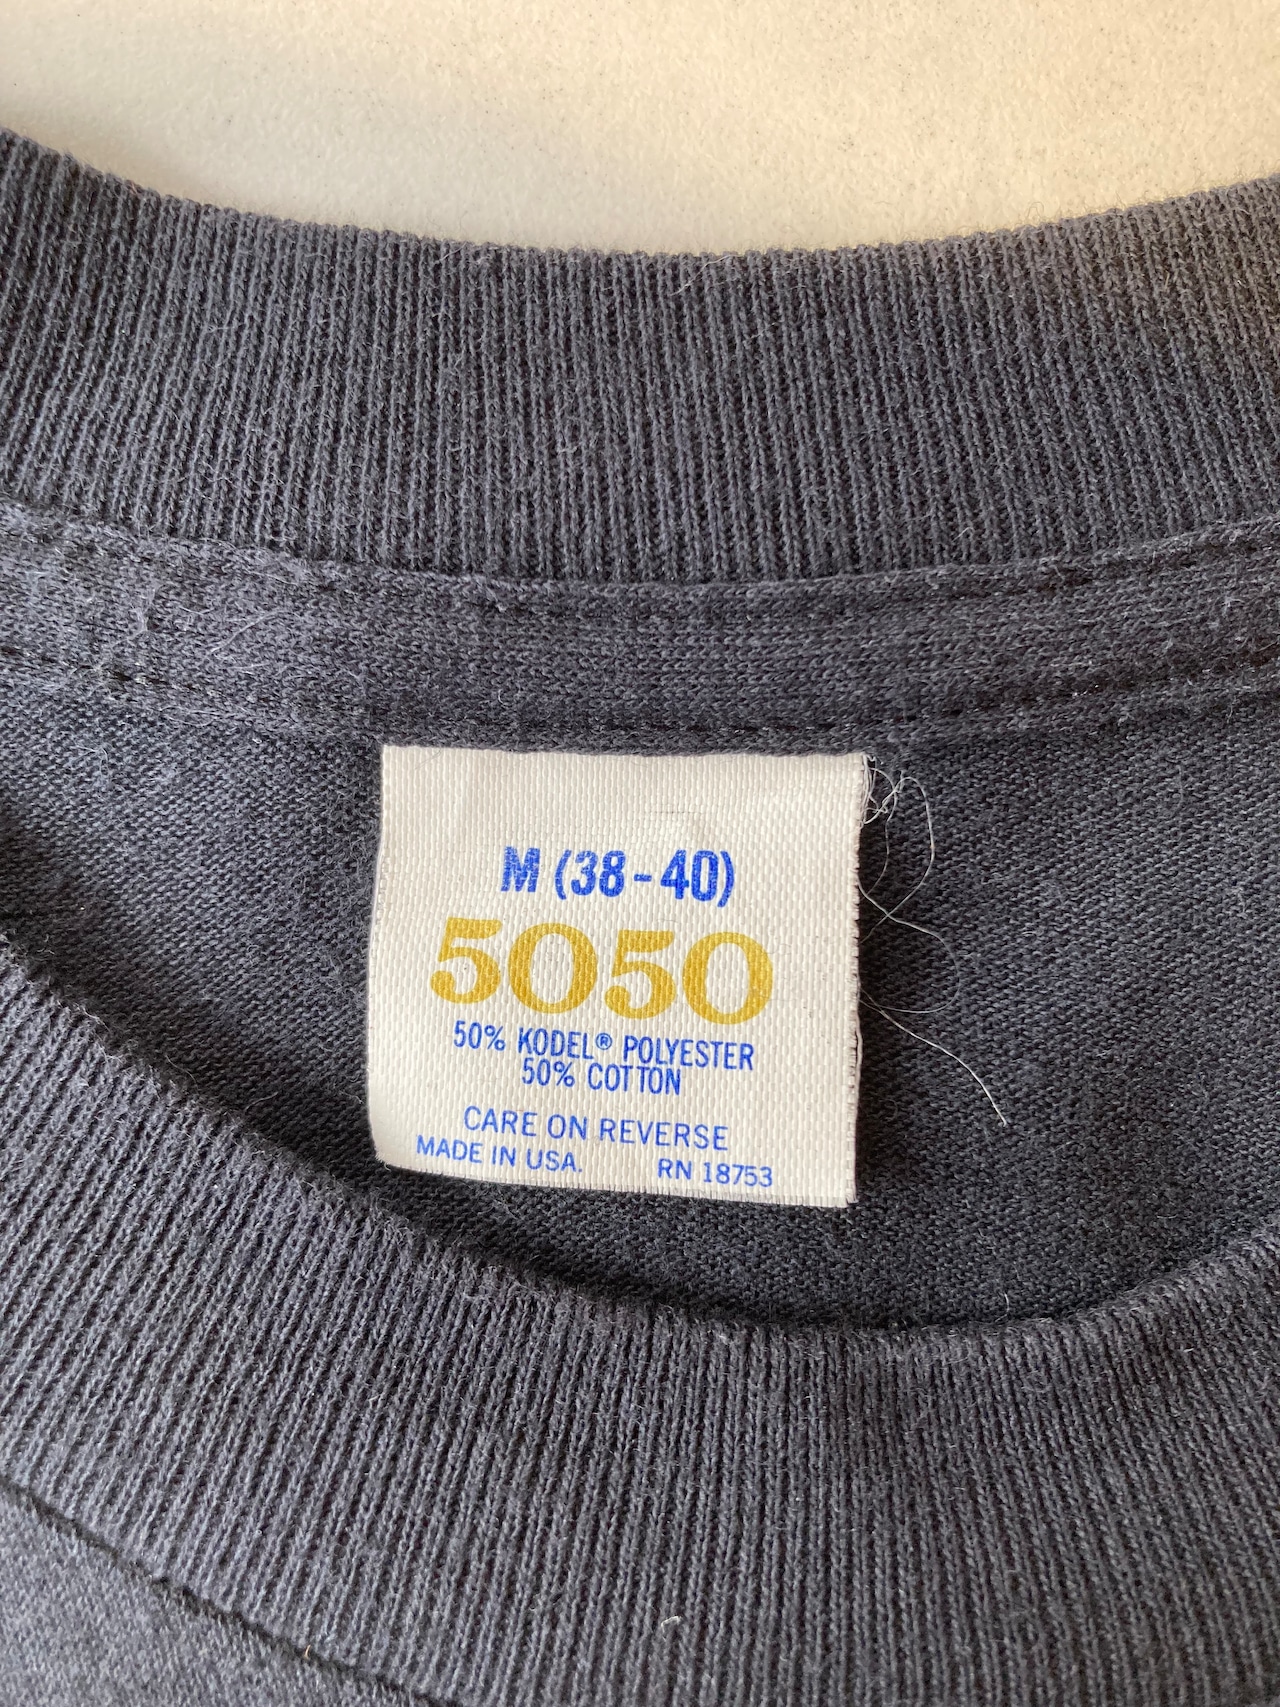 M (38-40)
5050
50% KODEL® POLYESTER
50% COTTON
CARE ON REVERSE
MADE IN USA. RN 18753